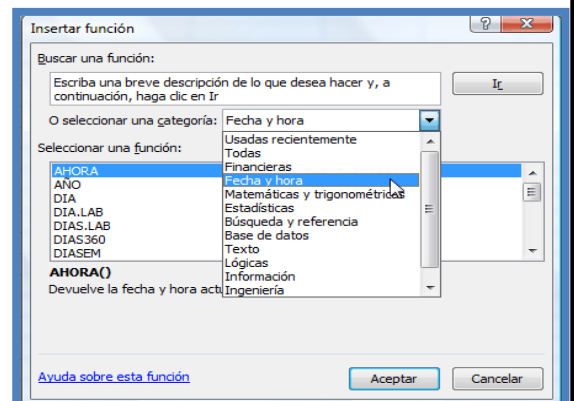 Insertar función
Buscar una función:
Escriba una breve descripción de lo que desea hacer y, a
continuación, haga clic en Ir
Ir
O seleccionar una categoría: Fecha y hora
Usadas recientemente
Todas
Financieras
Fecha y hora
Matemáticas y trigonométricas
Estadísticas
Búsqueda y referencia
Base de datos
Texto
Lógicas
Información
Ingeniería
Seleccionar una función:
AHORA
AÑO
DIA
DIA.LAB
DIAS.LAB
DIAS360
DIASEM
AHORA()
Devuelve la fecha y hora
Ayuda sobre esta función
Aceptar
Cancelar